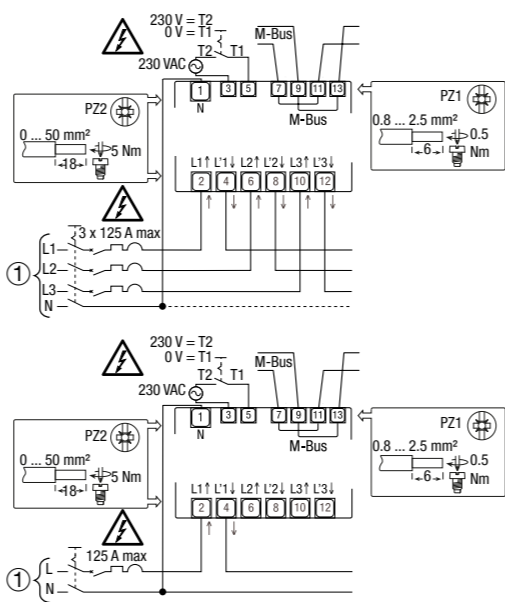 230 V = T2
0 V = T1
T2 T1
230 VAC
M-Bus
1 3 5 7 9 11 13
N
M-Bus
PZ2
0 ... 50 mm²
18
5 Nm
PZ1
0.8 ... 2.5 mm²
6
0.5
Nm
L1↑ L'1↓ L2↑ L'2↓ L3↑ L'3↓
2 4 6 8 10 12
3 x 125 A max
1
L1
L2
L3
N
230 V = T2
0 V = T1
T2 T1
230 VAC
M-Bus
1 3 5 7 9 11 13
N
M-Bus
PZ2
0 ... 50 mm²
18
5 Nm
PZ1
0.8 ... 2.5 mm²
6
0.5
Nm
L1↑ L'1↓ L2↑ L'2↓ L3↑ L'3↓
2 4 6 8 10 12
125 A max
1
L
N